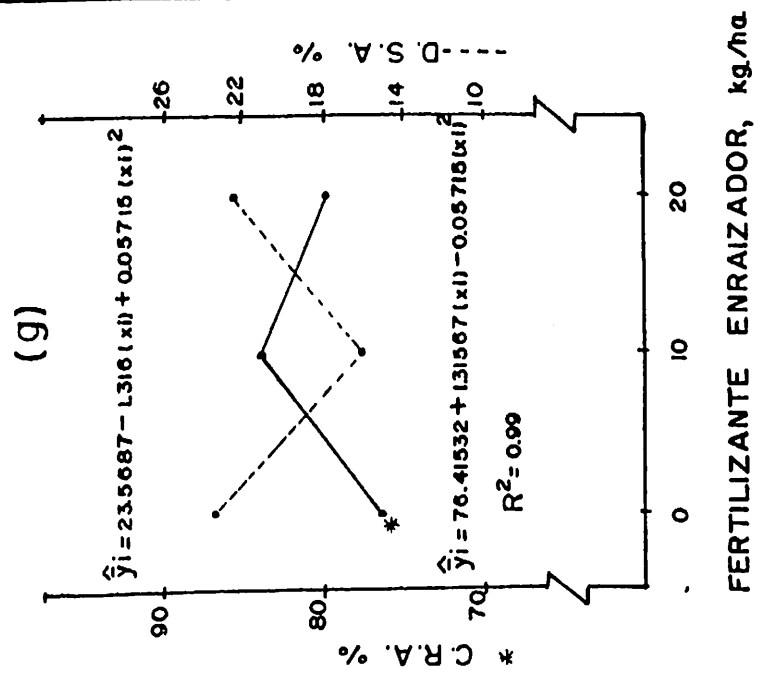 (g)
ŷi = 23.5687 - 1.316 (xi) + 0.05715 (xi)²
ŷi = 76.41532 + 1.31567 (xi) - 0.05715 (xi)²
R² = 0.99
* C.R.A. %
90
80
70
---- D.S.A. %
26
22
18
14
10
0 10 20
FERTILIZANTE ENRAIZADOR, kg/ha